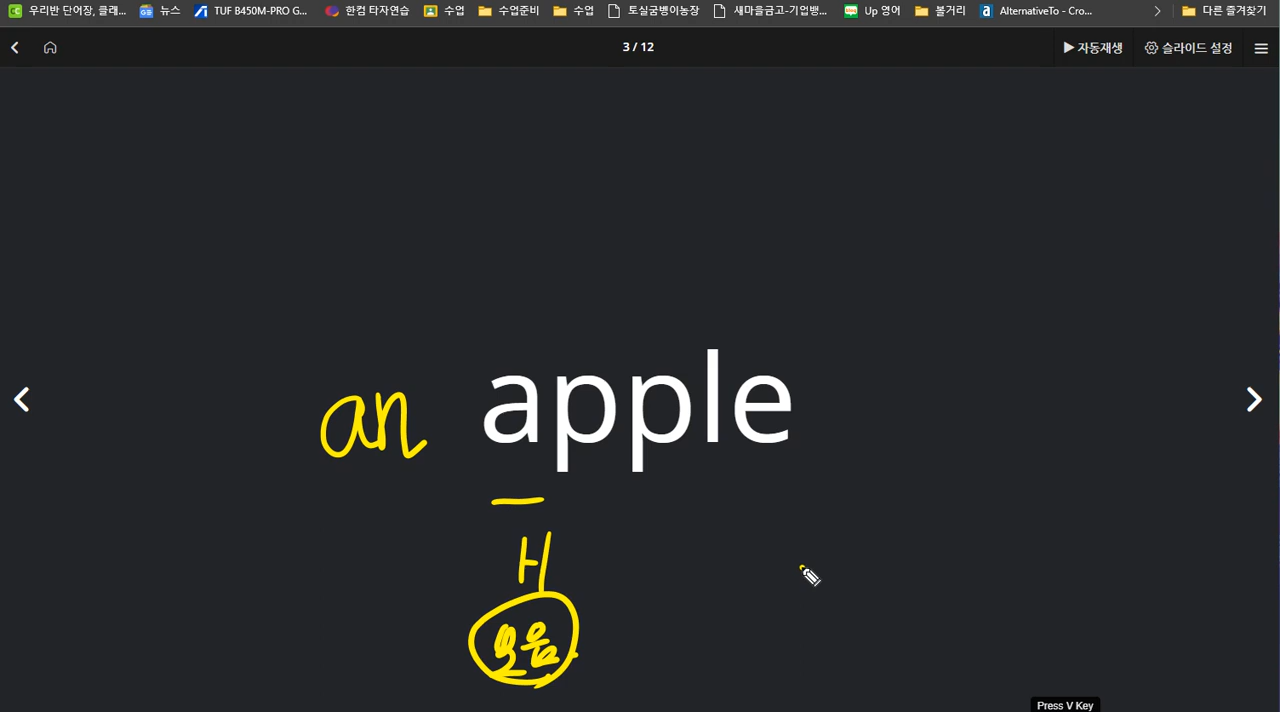 우리반 단어장, 클래... 뉴스 TUF B450M-PRO G... 한컴 타자연습 수업 수업준비 수업 토실굼벵이농장 새마을금고-기업뱅... Up 영어 볼거리 AlternativeTo - Cro... 다른 즐겨찾기
3 / 12 자동재생 슬라이드 설정
an apple
ㅐ
모음
Press V Key